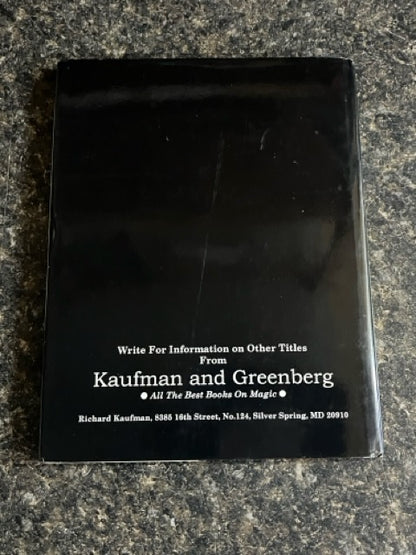 Write For Information on Other Titles
From
Kaufman and Greenberg
● All The Best Books On Magic ●
Richard Kaufman, 8385 16th Street, No.124, Silver Spring, MD 20910